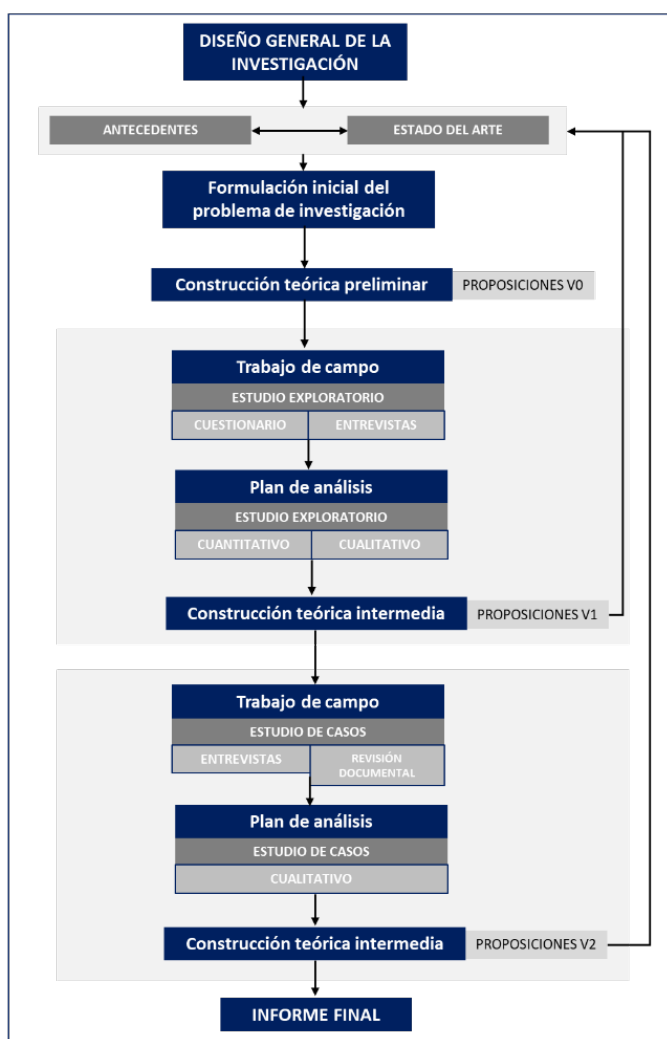 DISEÑO GENERAL DE LA
INVESTIGACIÓN
ANTECEDENTES
ESTADO DEL ARTE
Formulación inicial del
problema de investigación
Construcción teórica preliminar
PROPOSICIONES V0
Trabajo de campo
ESTUDIO EXPLORATORIO
CUESTIONARIO
ENTREVISTAS
Plan de análisis
ESTUDIO EXPLORATORIO
CUANTITATIVO
CUALITATIVO
Construcción teórica intermedia
PROPOSICIONES V1
Trabajo de campo
ESTUDIO DE CASOS
ENTREVISTAS
REVISIÓN
DOCUMENTAL
Plan de análisis
ESTUDIO DE CASOS
CUALITATIVO
Construcción teórica intermedia
PROPOSICIONES V2
INFORME FINAL